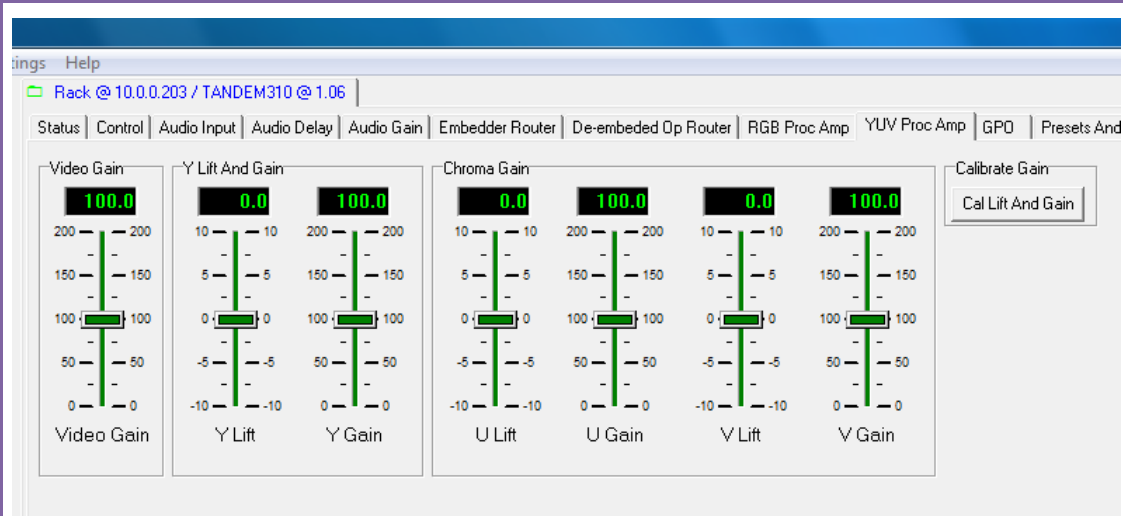 ings Help
Rack @ 10.0.0.203 / TANDEM310 @ 1.06
Status Control Audio Input Audio Delay Audio Gain Embedder Router De-embeded Op Router RGB Proc Amp YUV Proc Amp GPO Presets And
Video Gain Y Lift And Gain Chroma Gain Calibrate Gain
100.0 0.0 100.0 0.0 100.0 0.0 100.0 Cal Lift And Gain
200 200 10 10 200 200 10 10 200 200 10 10 200 200
150 150 5 5 150 150 5 5 150 150 5 5 150 150
100 100 0 0 100 100 0 0 100 100 0 0 100 100
50 50 -5 -5 50 50 -5 -5 50 50 -5 -5 50 50
0 0 -10 -10 0 0 -10 -10 0 0 -10 -10 0 0
Video Gain Y Lift Y Gain U Lift U Gain V Lift V Gain